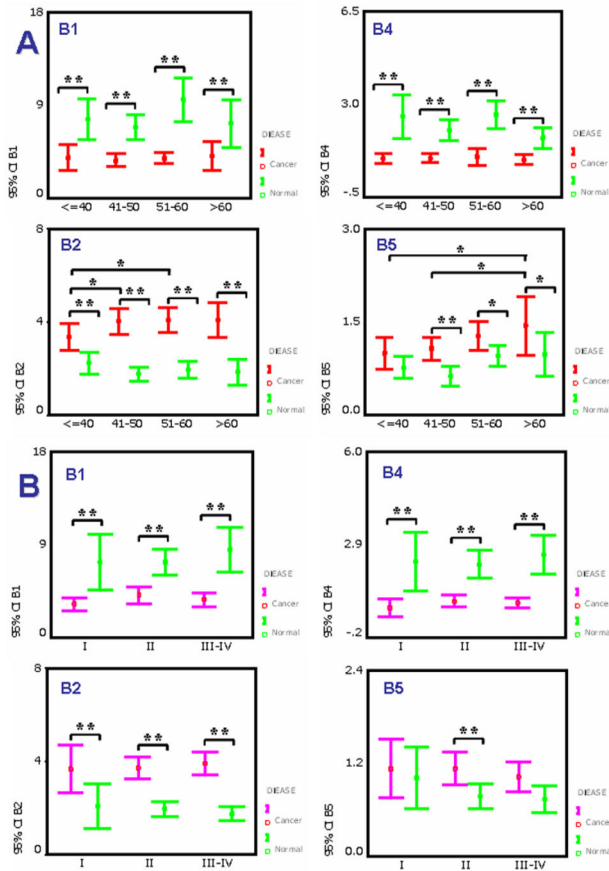 A
B1
18
9
0
95% CI B1
** ** ** **
<=40 41-50 51-60 >60
DIEASE
Cancer
Normal
B4
6.5
3.0
-.5
95% CI B4
** ** ** **
<=40 41-50 51-60 >60
DIEASE
Cancer
Normal
B2
8
4
0
95% CI B2
*
*
** ** ** **
<=40 41-50 51-60 >60
DIEASE
Cancer
Normal
B5
3.0
1.5
0.0
95% CI B5
*
*
** * *
<=40 41-50 51-60 >60
DIEASE
Cancer
Normal
B
B1
18
9
0
95% CI B1
** ** **
I II III-IV
DIEASE
Cancer
Normal
B4
6.0
2.9
-.2
95% CI B4
** ** **
I II III-IV
DIEASE
Cancer
Normal
B2
8
4
0
95% CI B2
** ** **
I II III-IV
DIEASE
Cancer
Normal
B5
2.4
1.2
0.0
95% CI B5
**
I II III-IV
DIEASE
Cancer
Normal